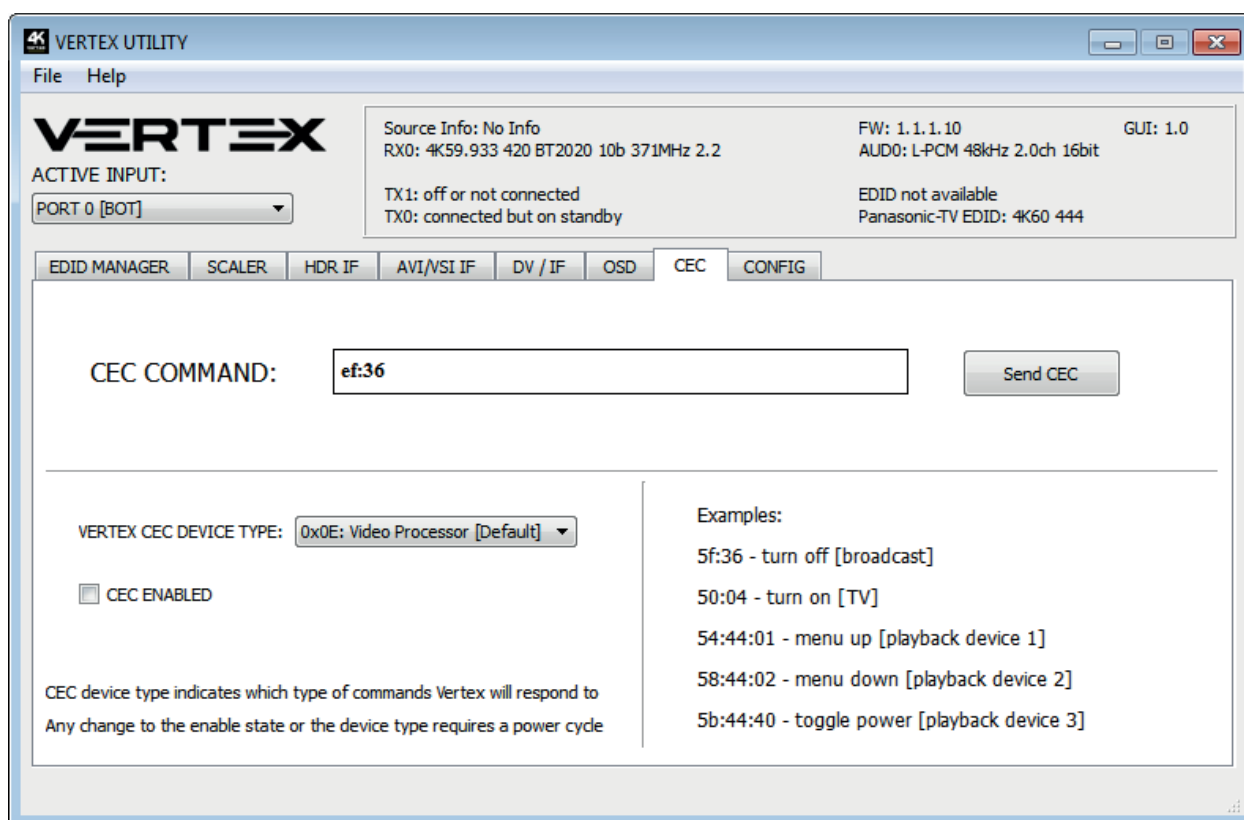 4K
VERTEX UTILITY
File Help
VERTEX
ACTIVE INPUT:
PORT 0 [BOT]
Source Info: No Info
RX0: 4K59.933 420 BT2020 10b 371MHz 2.2
TX1: off or not connected
TX0: connected but on standby
FW: 1.1.1.10
GUI: 1.0
AUD0: L-PCM 48kHz 2.0ch 16bit
EDID not available
Panasonic-TV EDID: 4K60 444
EDID MANAGER SCALER HDR IF AVI/VSI IF DV / IF OSD CEC CONFIG
CEC COMMAND:
ef:36
Send CEC
VERTEX CEC DEVICE TYPE: 0x0E: Video Processor [Default]
CEC ENABLED
CEC device type indicates which type of commands Vertex will respond to
Any change to the enable state or the device type requires a power cycle
Examples:
5f:36 - turn off [broadcast]
50:04 - turn on [TV]
54:44:01 - menu up [playback device 1]
58:44:02 - menu down [playback device 2]
5b:44:40 - toggle power [playback device 3]